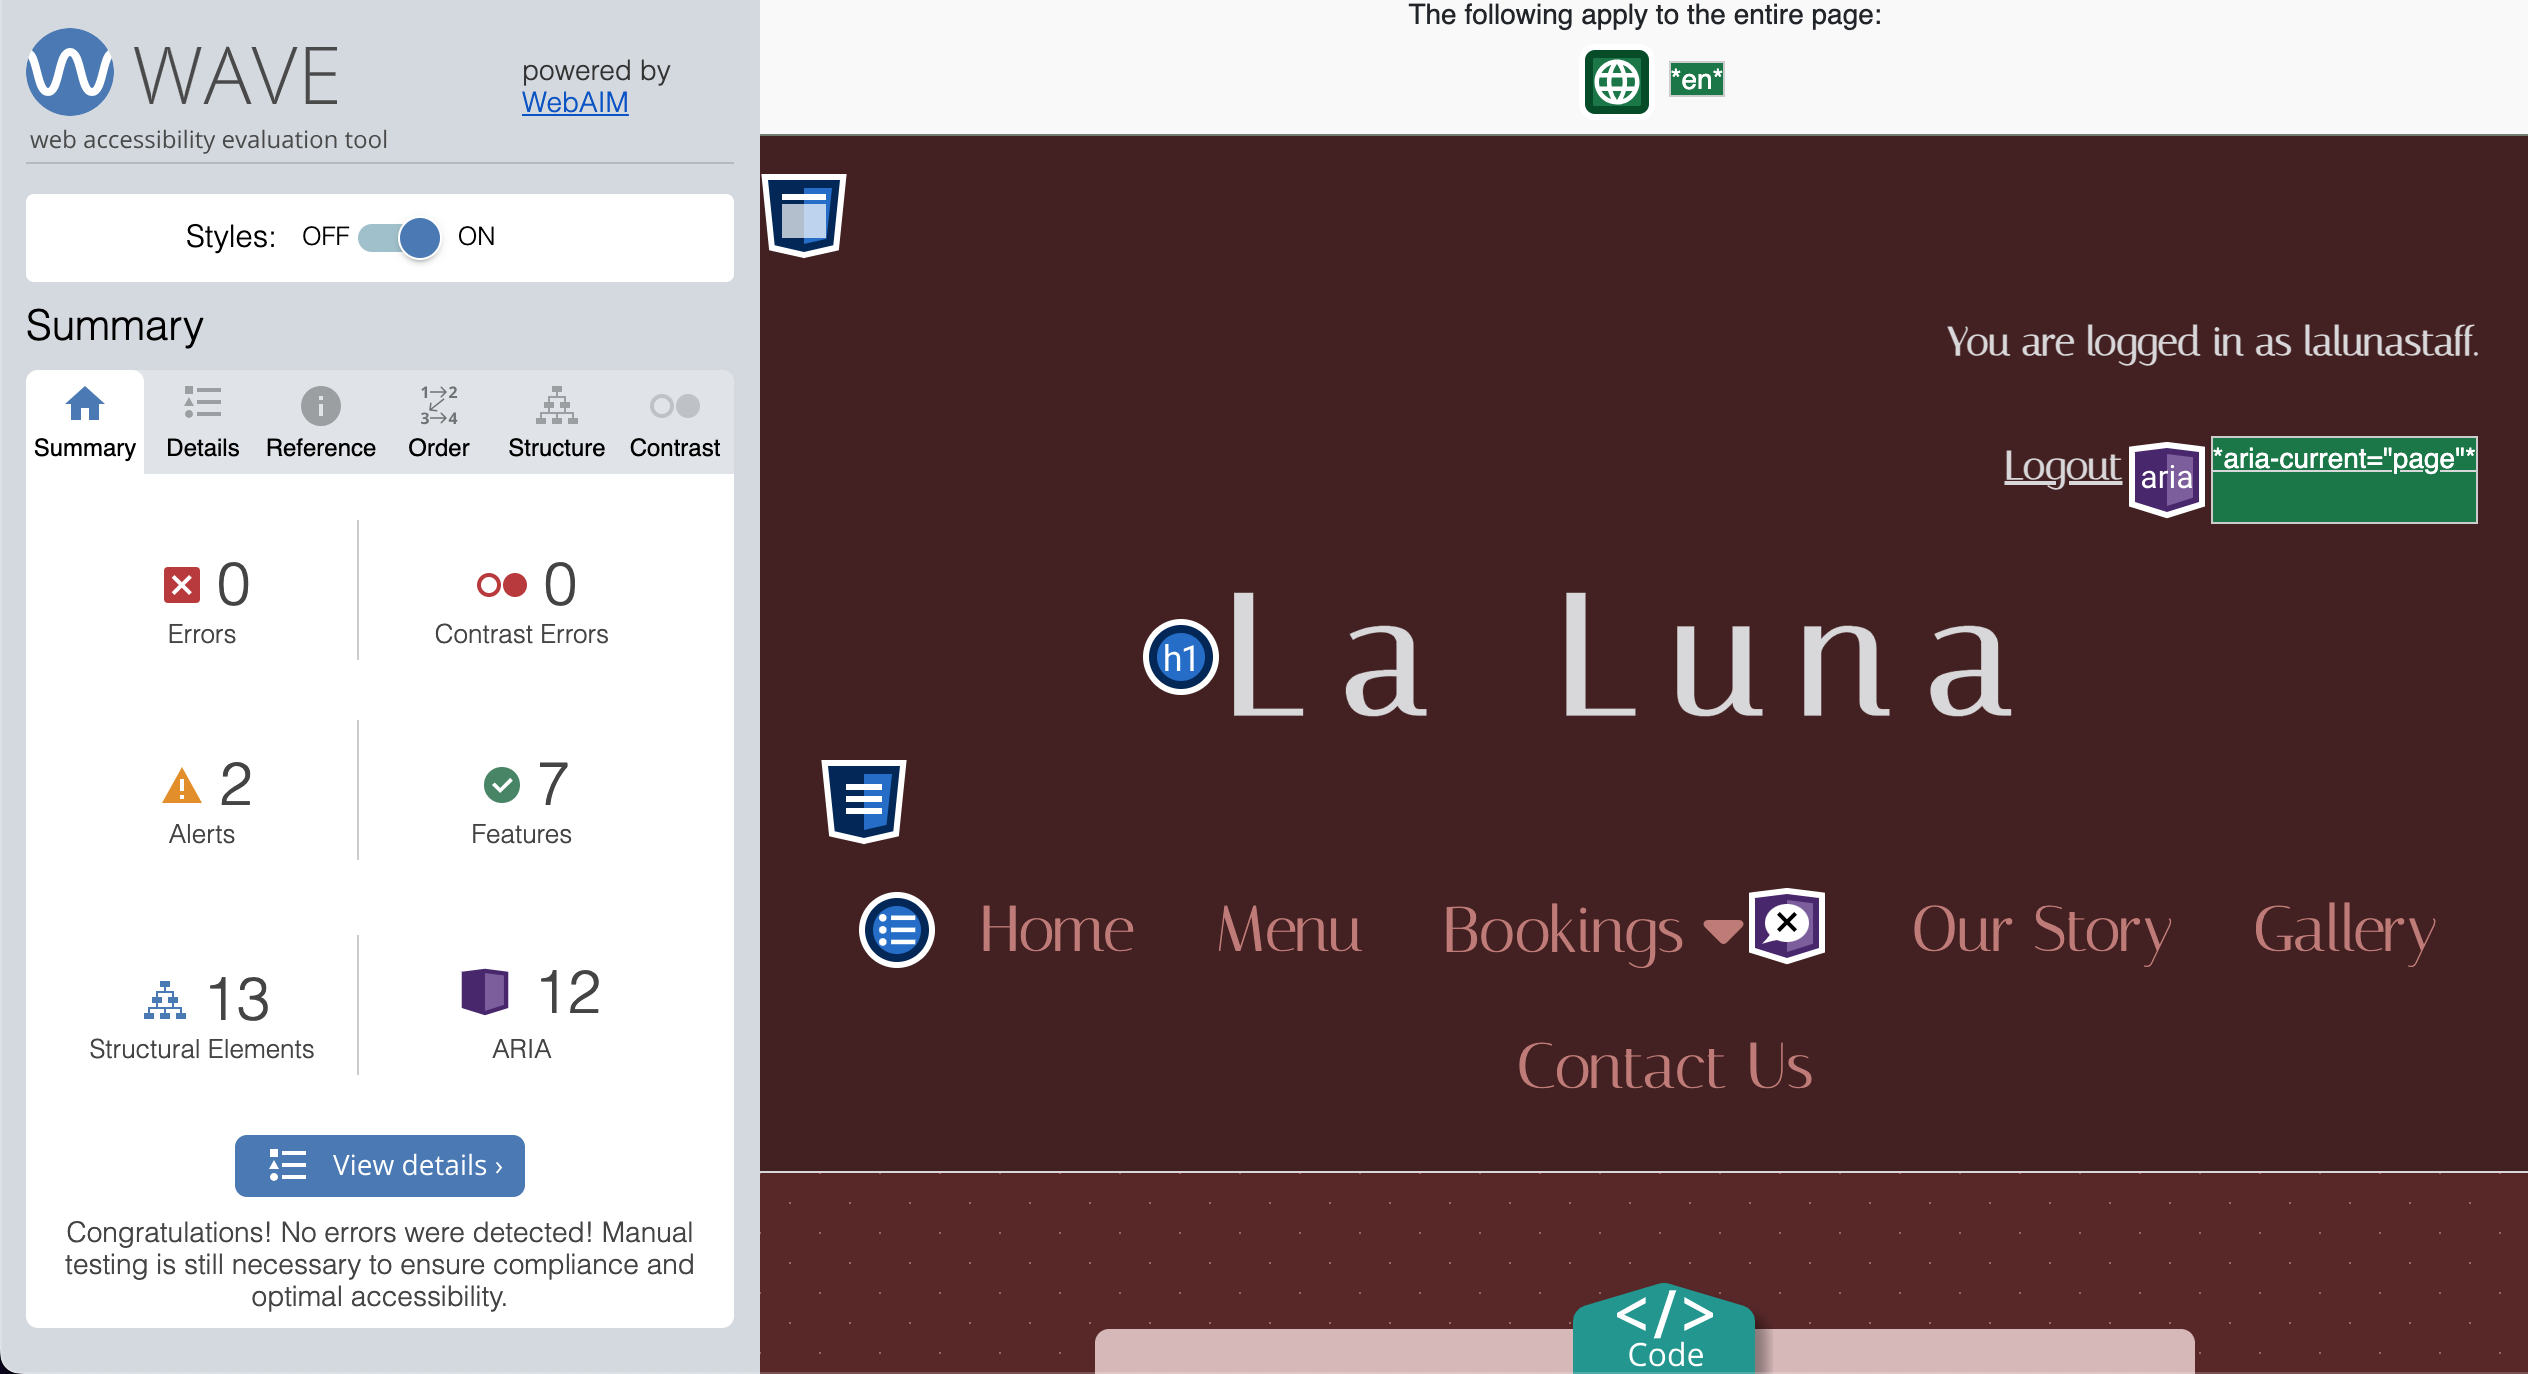 WAVE
powered by
WebAIM
web accessibility evaluation tool
Styles: OFF ON
Summary
Summary
Details
Reference
1→2
3→4
Order
Structure
Contrast
0
Errors
0
Contrast Errors
2
Alerts
7
Features
13
Structural Elements
12
ARIA
View details ›
Congratulations! No errors were detected! Manual
testing is still necessary to ensure compliance and
optimal accessibility.
The following apply to the entire page:
*en*
You are logged in as lalunastaff.
Logout
aria
*aria-current="page"*
h1
La Luna
Home
Menu
Bookings
Our Story
Gallery
Contact Us
</>
Code